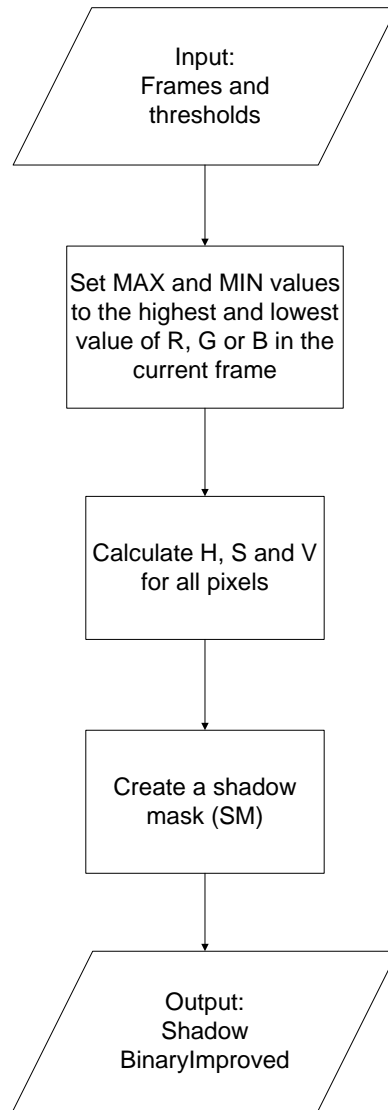 Input:
Frames and
thresholds
Set MAX and MIN values
to the highest and lowest
value of R, G or B in the
current frame
Calculate H, S and V
for all pixels
Create a shadow
mask (SM)
Output:
Shadow
BinaryImproved